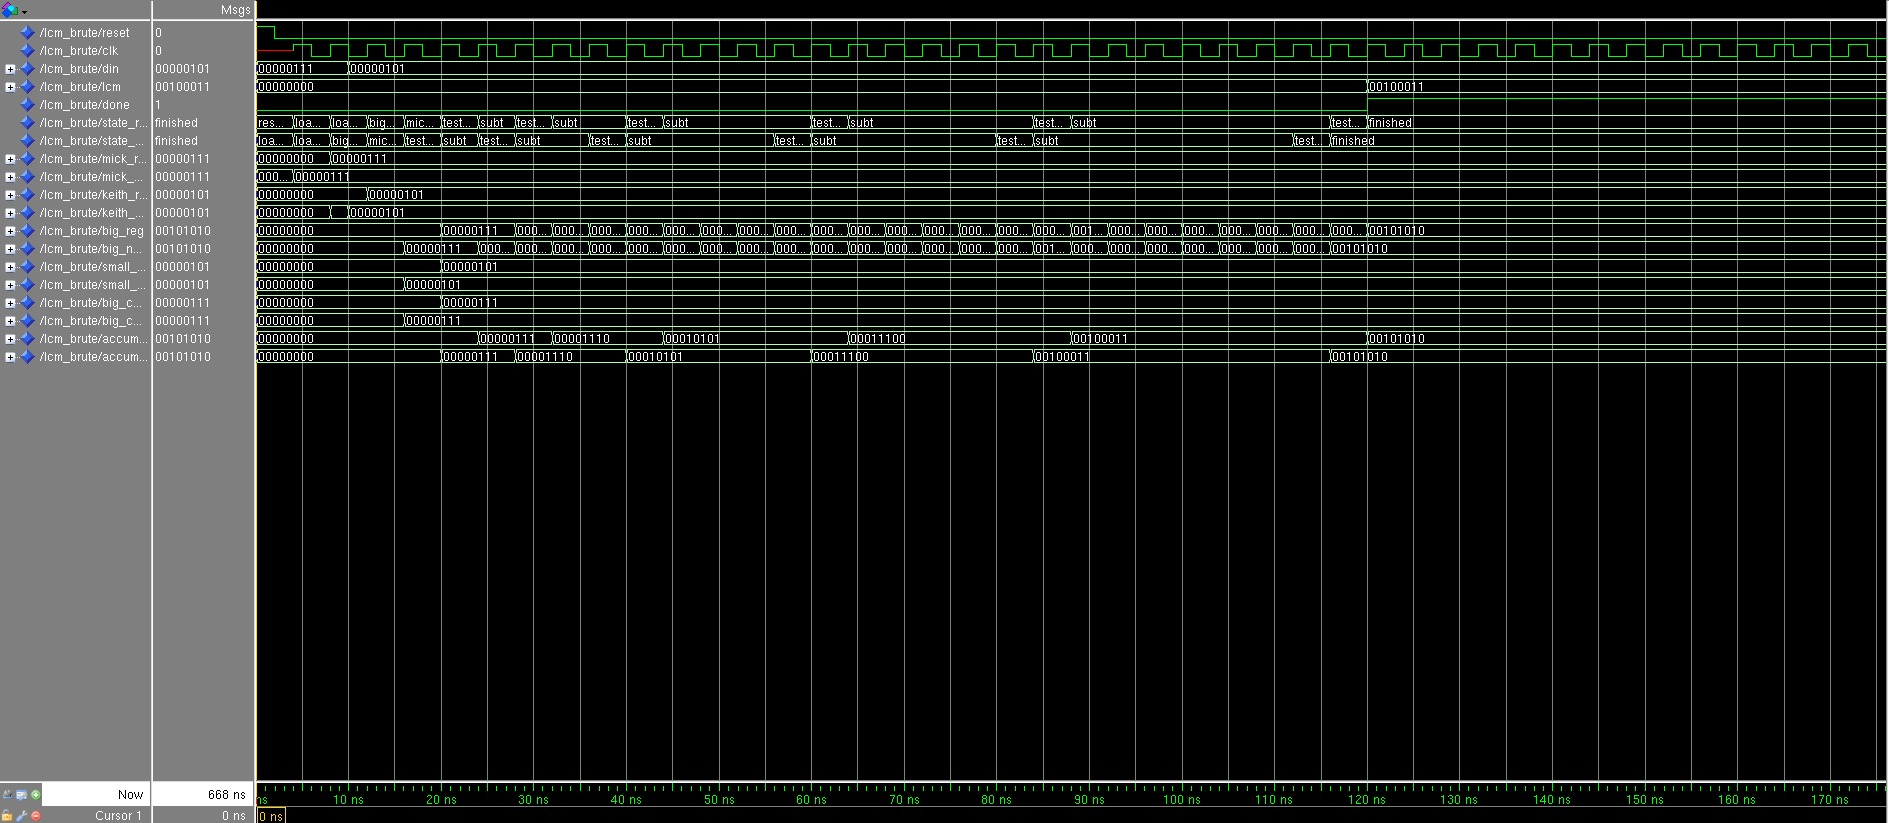 Msgs
/lcm_brute/reset 0
/lcm_brute/clk 0
/lcm_brute/din 00000101 00000111 00000101
/lcm_brute/lcm 00100011 00000000 00100011
/lcm_brute/done 1
/lcm_brute/state_r... finished res... loa... loa... big... mic... test... subt test... subt test... subt test... subt test... subt test... finished
/lcm_brute/state_... finished loa... loa... big... mic... test... subt test... subt test... subt test... subt test... subt test... finished
/lcm_brute/mick_r... 00000111 00000000 00000111
/lcm_brute/mick_... 00000111 000... 00000111
/lcm_brute/keith_r... 00000101 00000000 00000101
/lcm_brute/keith_... 00000101 00000000 00000101
/lcm_brute/big_reg 00101010 00000000 00000111 000... 000... 000... 000... 000... 000... 000... 000... 000... 000... 000... 000... 000... 000... 000... 001... 000... 000... 000... 000... 000... 000... 000... 00101010
/lcm_brute/big_n... 00101010 00000000 00000111 000... 000... 000... 000... 000... 000... 000... 000... 000... 000... 000... 000... 000... 000... 000... 001... 000... 000... 000... 000... 000... 000... 000... 00101010
/lcm_brute/small_... 00000101 00000000 00000101
/lcm_brute/small_... 00000101 00000000 00000101
/lcm_brute/big_c... 00000111 00000000 00000111
/lcm_brute/big_c... 00000111 00000000 00000111
/lcm_brute/accum... 00101010 00000000 00000111 00001110 00010101 00011100 00100011 00101010
/lcm_brute/accum... 00101010 00000000 00000111 00001110 00010101 00011100 00100011 00101010
Now 668 ns ns 10 ns 20 ns 30 ns 40 ns 50 ns 60 ns 70 ns 80 ns 90 ns 100 ns 110 ns 120 ns 130 ns 140 ns 150 ns 160 ns 170 ns
Cursor 1 0 ns 0 ns